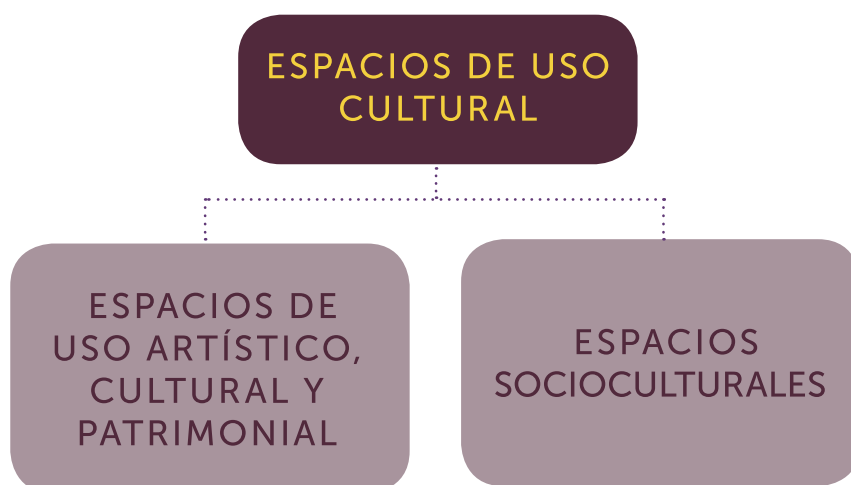 ESPACIOS DE USO
CULTURAL
ESPACIOS DE
USO ARTÍSTICO,
CULTURAL Y
PATRIMONIAL
ESPACIOS
SOCIOCULTURALES